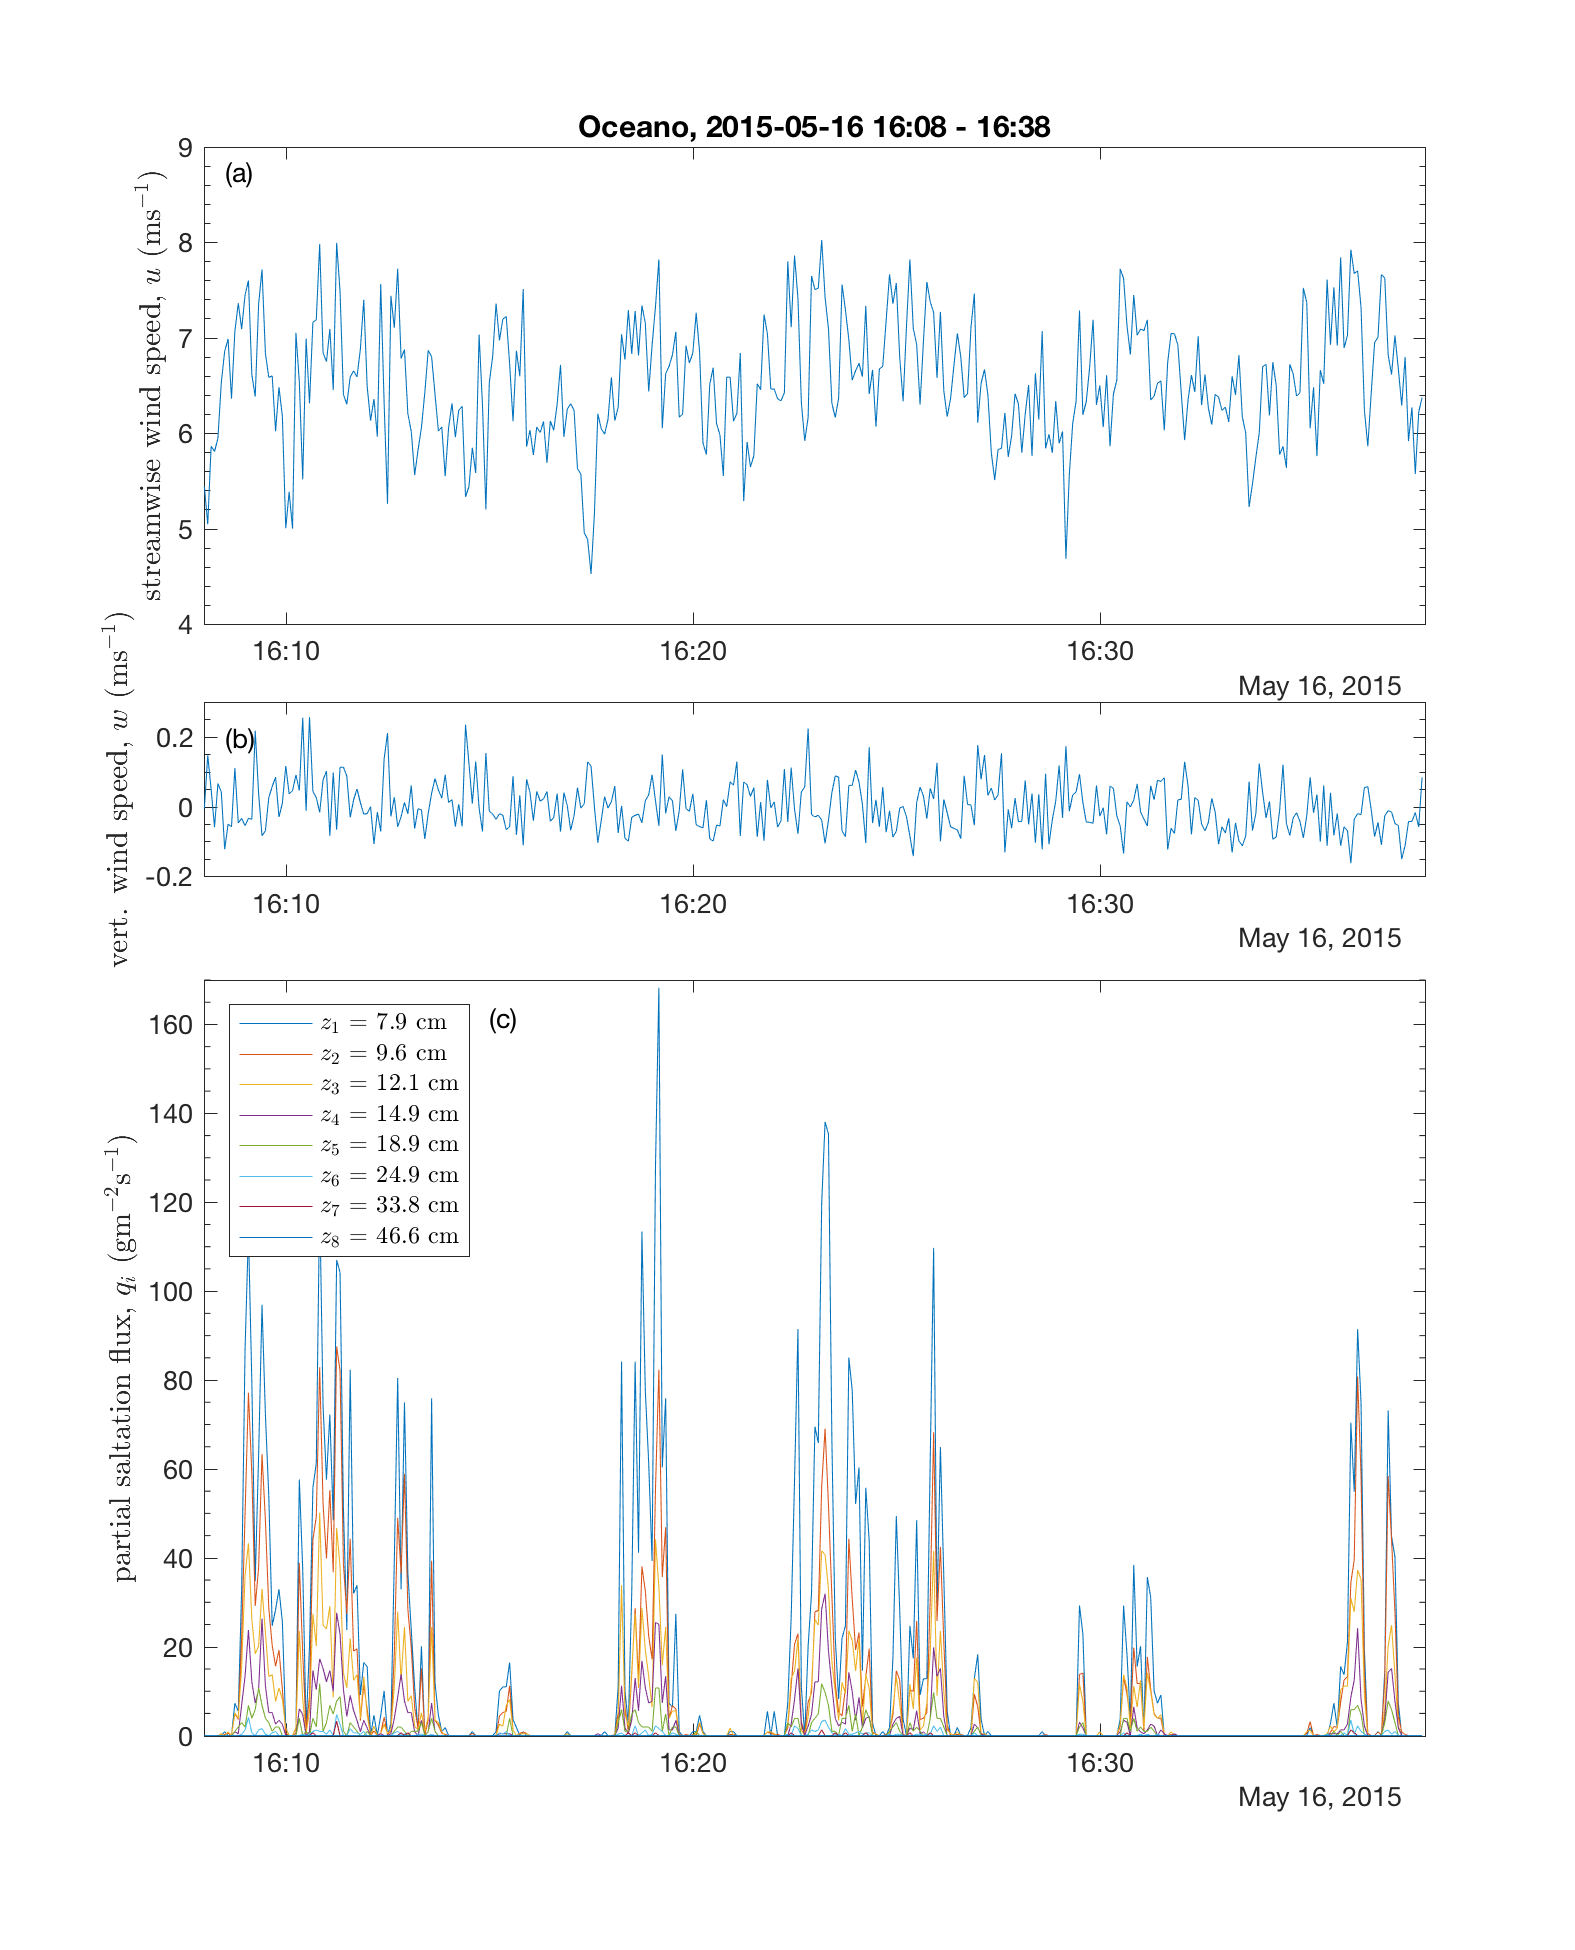 Oceano, 2015-05-16 16:08 - 16:38
(a)
streamwise wind speed, u (ms⁻¹)
9
8
7
6
5
4
16:10 16:20 16:30
May 16, 2015
(b)
vert. wind speed, w (ms⁻¹)
0.2
0
-0.2
16:10 16:20 16:30
May 16, 2015
(c)
partial saltation flux, qᵢ (gm⁻²s⁻¹)
160
140
120
100
80
60
40
20
0
z₁ = 7.9 cm
z₂ = 9.6 cm
z₃ = 12.1 cm
z₄ = 14.9 cm
z₅ = 18.9 cm
z₆ = 24.9 cm
z₇ = 33.8 cm
z₈ = 46.6 cm
16:10 16:20 16:30
May 16, 2015